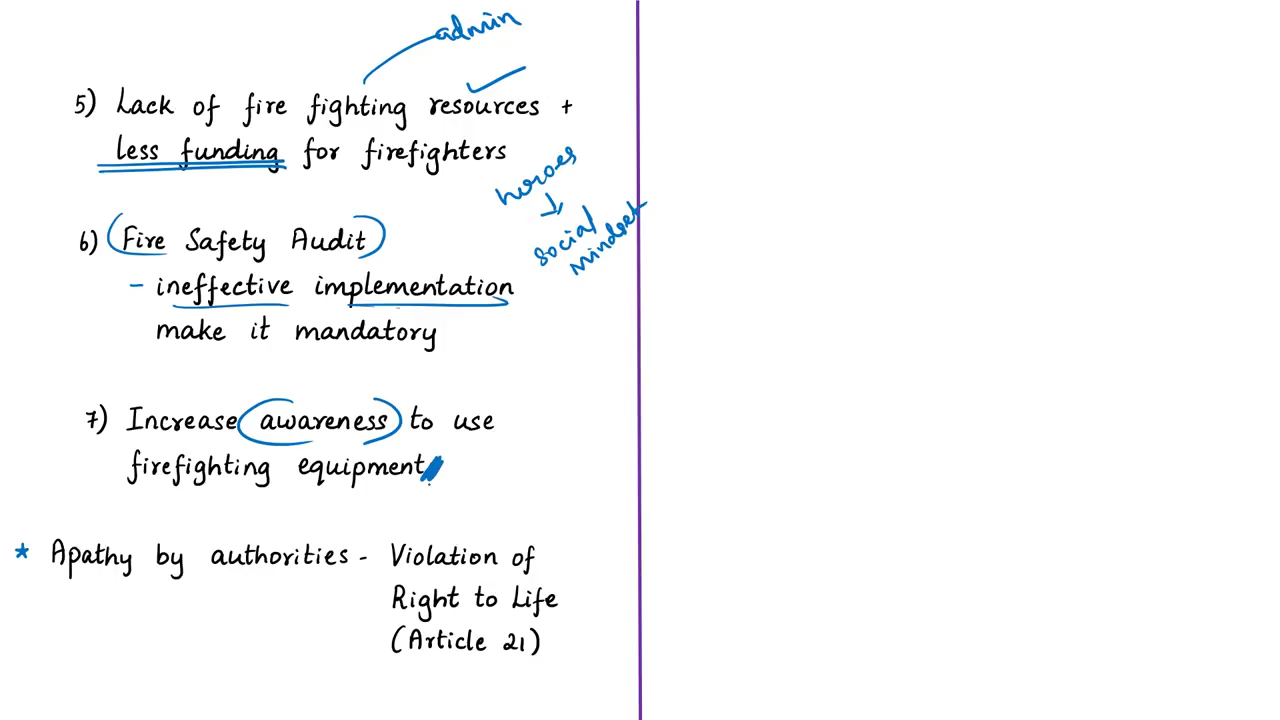 admin
5) Lack of fire fighting resources +
less funding for firefighters
heroes
social
mindset
6) Fire Safety Audit
- ineffective implementation
make it mandatory
7) Increase awareness to use
firefighting equipment
* Apathy by authorities - Violation of
Right to Life
(Article 21)